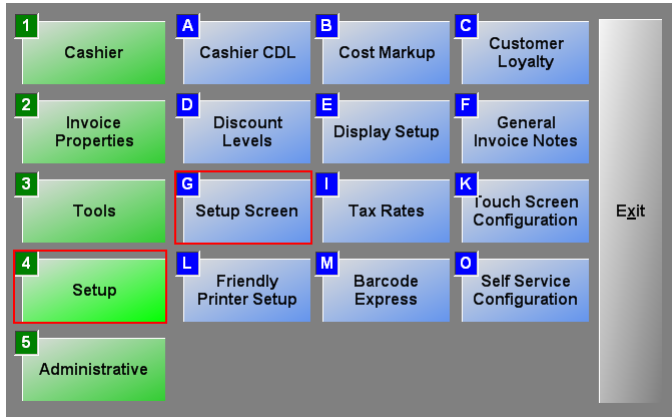 1
Cashier
A
Cashier CDL
B
Cost Markup
C
Customer
Loyalty
2
Invoice
Properties
D
Discount
Levels
E
Display Setup
F
General
Invoice Notes
3
Tools
G
Setup Screen
I
Tax Rates
K
Touch Screen
Configuration
Exit
4
Setup
L
Friendly
Printer Setup
M
Barcode
Express
O
Self Service
Configuration
5
Administrative